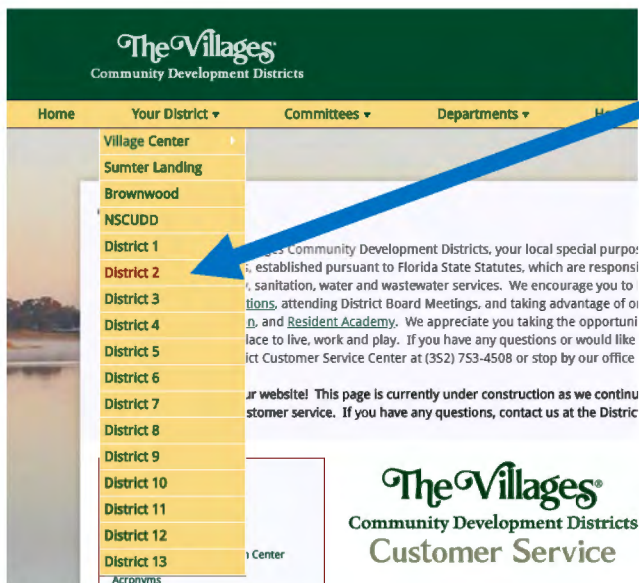 The Villages
Community Development Districts
Home Your District ▾ Committees ▾ Departments ▾
Village Center
Sumter Landing
Brownwood
NSCUDD
District 1
District 2
District 3
District 4
District 5
District 6
District 7
District 8
District 9
District 10
District 11
District 12
District 13
Community Development Districts, your local special
established pursuant to Florida State Statutes, which are
, sanitation, water and wastewater services. We encourage you to
, attending District Board Meetings, and taking advantage of
, and Resident Academy. We appreciate you taking the
to live, work and play. If you have any questions or would like
Customer Service Center at (352) 753-4508 or stop by our office
website! This page is currently under construction as we
service. If you have any questions, contact us at the
The Villages®
Community Development Districts
Customer Service
Center
Acronyms